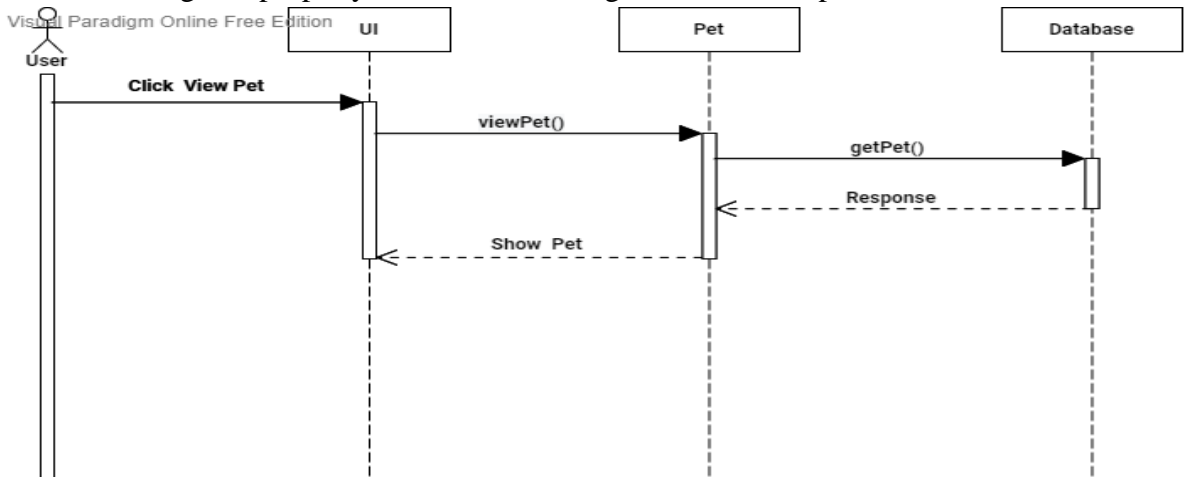 Visual Paradigm Online Free Edition
UI
Pet
Database
User
Click View Pet
viewPet()
getPet()
Response
Show Pet